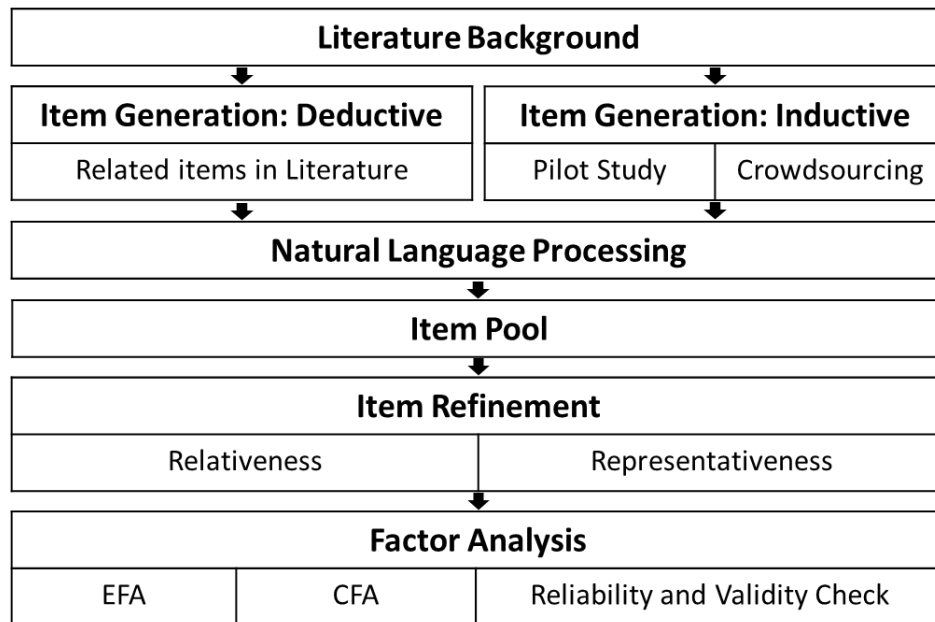 Literature Background
Item Generation: Deductive
Related items in Literature
Item Generation: Inductive
Pilot Study
Crowdsourcing
Natural Language Processing
Item Pool
Item Refinement
Relativeness
Representativeness
Factor Analysis
EFA
CFA
Reliability and Validity Check